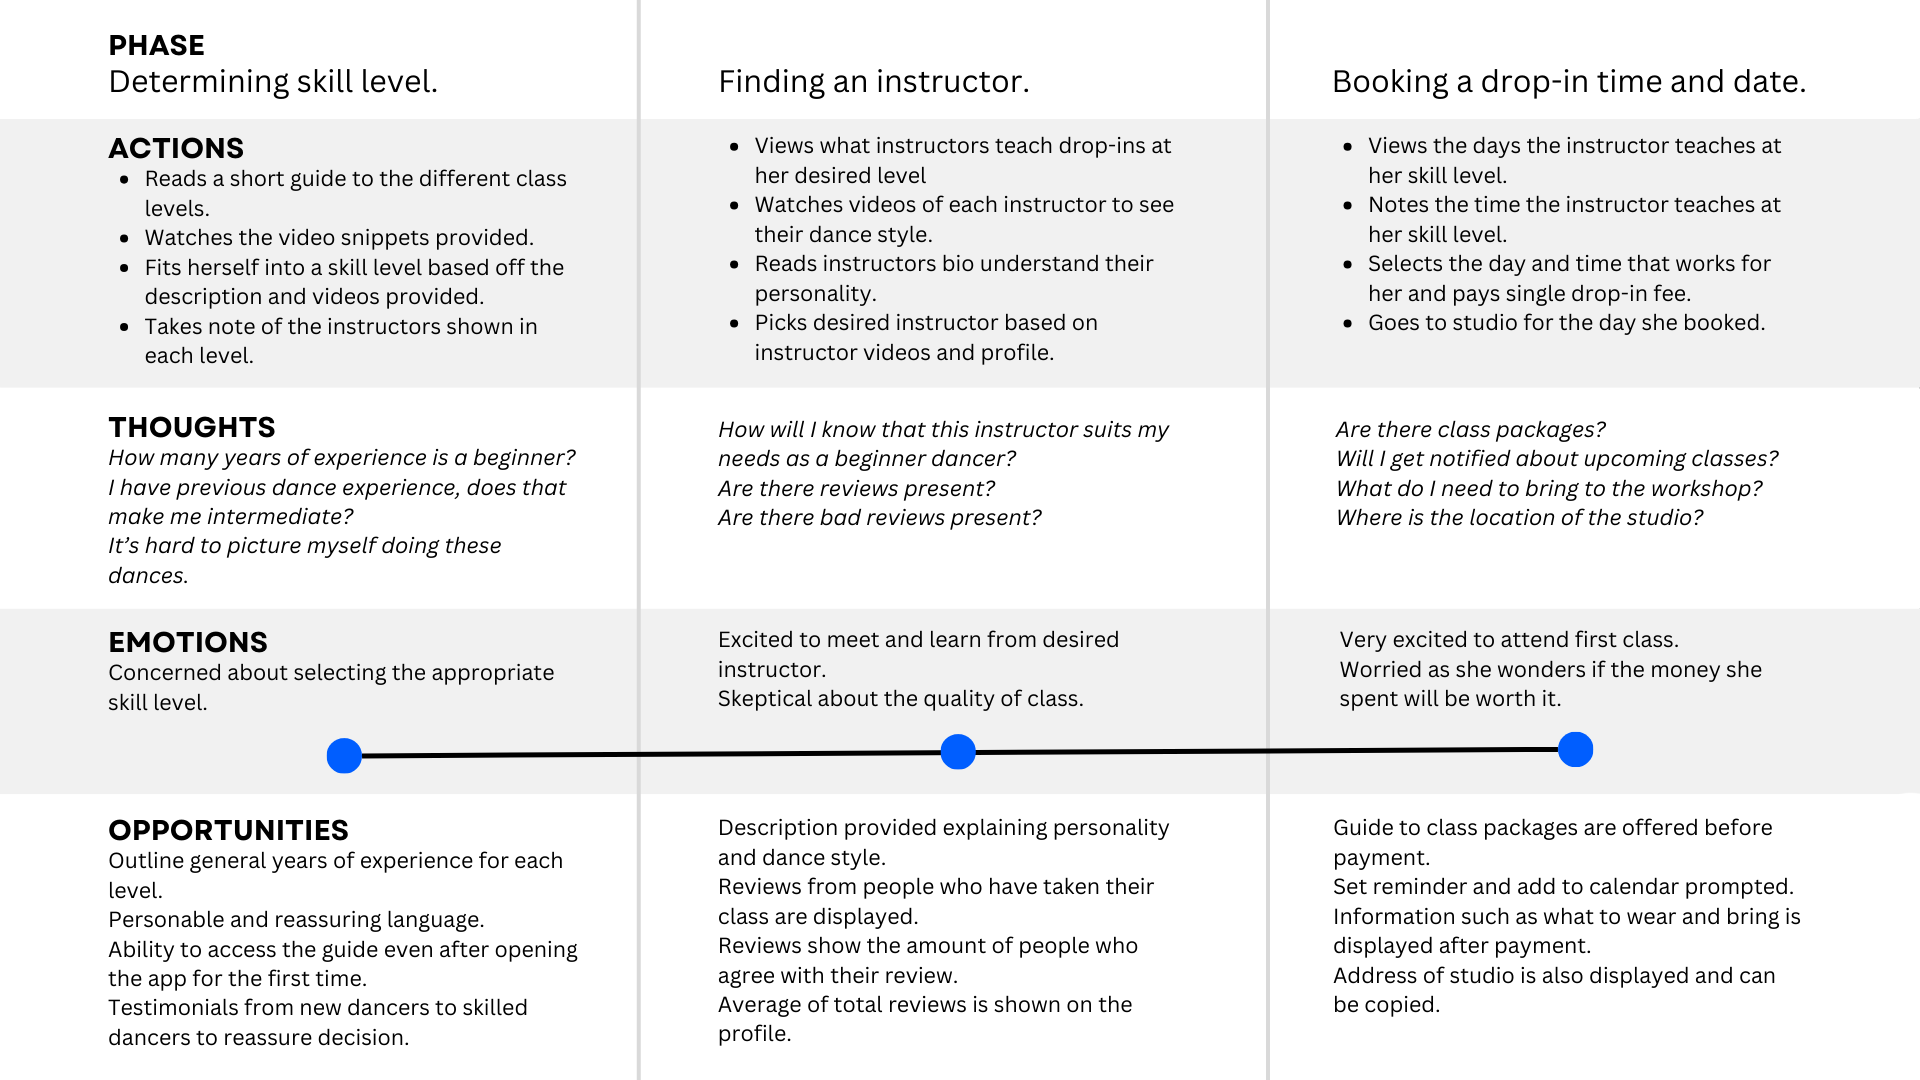 PHASE
Determining skill level.
Finding an instructor.
Booking a drop-in time and date.
ACTIONS
• Reads a short guide to the different class
levels.
• Watches the video snippets provided.
• Fits herself into a skill level based off the
description and videos provided.
• Takes note of the instructors shown in
each level.
• Views what instructors teach drop-ins at
her desired level
• Watches videos of each instructor to see
their dance style.
• Reads instructors bio understand their
personality.
• Picks desired instructor based on
instructor videos and profile.
• Views the days the instructor teaches at
her skill level.
• Notes the time the instructor teaches at
her skill level.
• Selects the day and time that works for
her and pays single drop-in fee.
• Goes to studio for the day she booked.
THOUGHTS
How many years of experience is a beginner?
I have previous dance experience, does that
make me intermediate?
It’s hard to picture myself doing these
dances.
How will I know that this instructor suits my
needs as a beginner dancer?
Are there reviews present?
Are there bad reviews present?
Are there class packages?
Will I get notified about upcoming classes?
What do I need to bring to the workshop?
Where is the location of the studio?
EMOTIONS
Concerned about selecting the appropriate
skill level.
Excited to meet and learn from desired
instructor.
Skeptical about the quality of class.
Very excited to attend first class.
Worried as she wonders if the money she
spent will be worth it.
OPPORTUNITIES
Outline general years of experience for each
level.
Personable and reassuring language.
Ability to access the guide even after opening
the app for the first time.
Testimonials from new dancers to skilled
dancers to reassure decision.
Description provided explaining personality
and dance style.
Reviews from people who have taken their
class are displayed.
Reviews show the amount of people who
agree with their review.
Average of total reviews is shown on the
profile.
Guide to class packages are offered before
payment.
Set reminder and add to calendar prompted.
Information such as what to wear and bring is
displayed after payment.
Address of studio is also displayed and can
be copied.